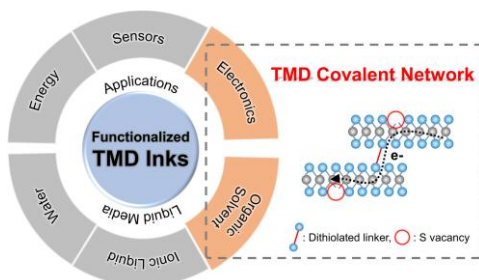 Sensors
Energy
Electronics
Applications
Functionalized
TMD Inks
Liquid Media
Water
Ionic Liquid
Organic
Solvent
TMD Covalent Network
e-
: Dithiolated linker, : S vacancy